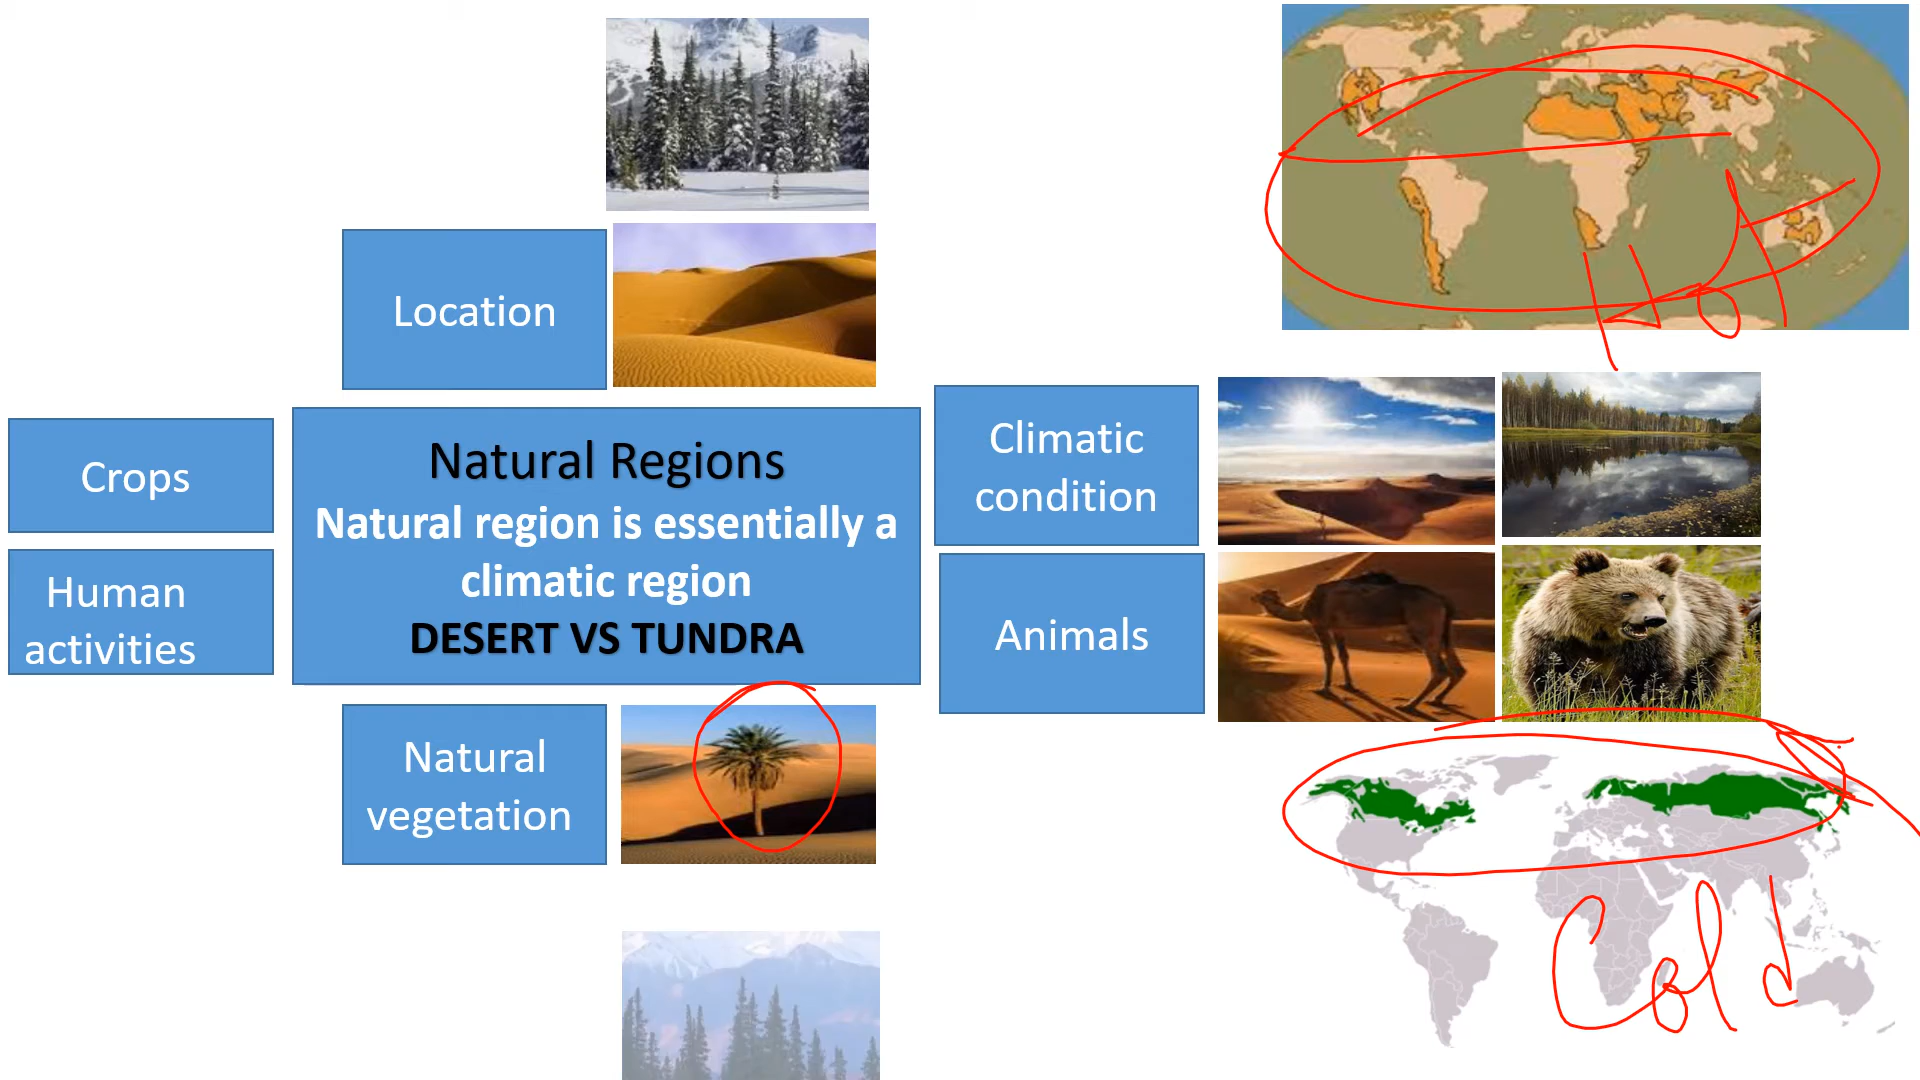 Location
Crops
Human
activities
Natural Regions
Natural region is essentially a
climatic region
DESERT VS TUNDRA
Climatic
condition
Animals
Natural
vegetation
Hot
Cold